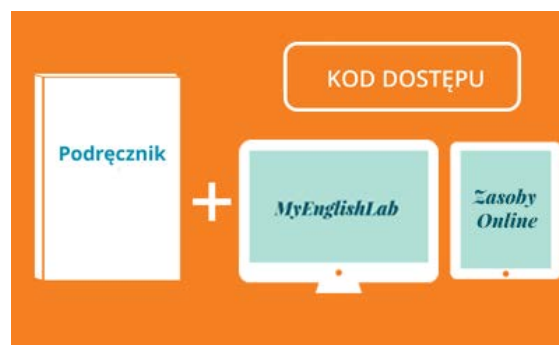 KOD DOSTĘPU
Podręcznik
MyEnglishLab
Zasoby
Online